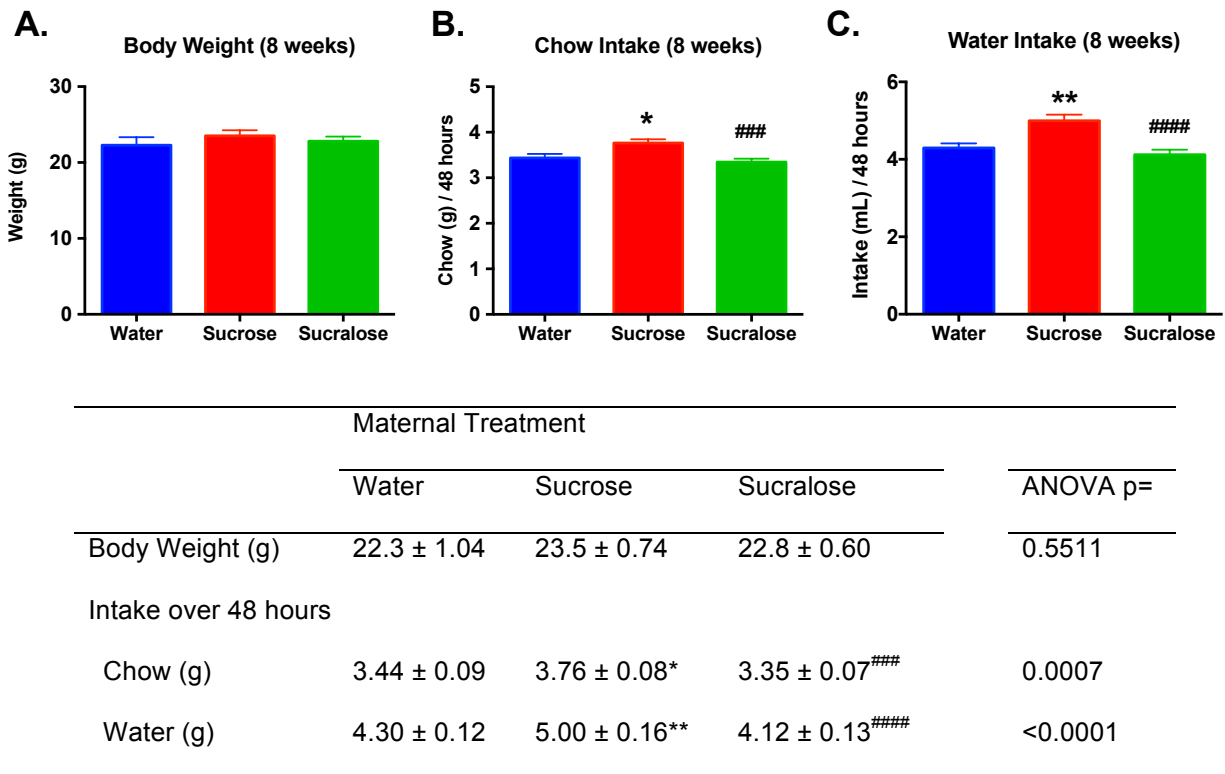 A.
Body Weight (8 weeks)
Weight (g)
30
20
10
0
Water Sucrose Sucralose
B.
Chow Intake (8 weeks)
Chow (g) / 48 hours
5
4
3
2
1
0
*
###
Water Sucrose Sucralose
C.
Water Intake (8 weeks)
Intake (mL) / 48 hours
6
4
2
0
**
####
Water Sucrose Sucralose
Maternal Treatment
Water Sucrose Sucralose ANOVA p=
Body Weight (g) 22.3 ± 1.04 23.5 ± 0.74 22.8 ± 0.60 0.5511
Intake over 48 hours
Chow (g) 3.44 ± 0.09 3.76 ± 0.08* 3.35 ± 0.07### 0.0007
Water (g) 4.30 ± 0.12 5.00 ± 0.16** 4.12 ± 0.13#### <0.0001